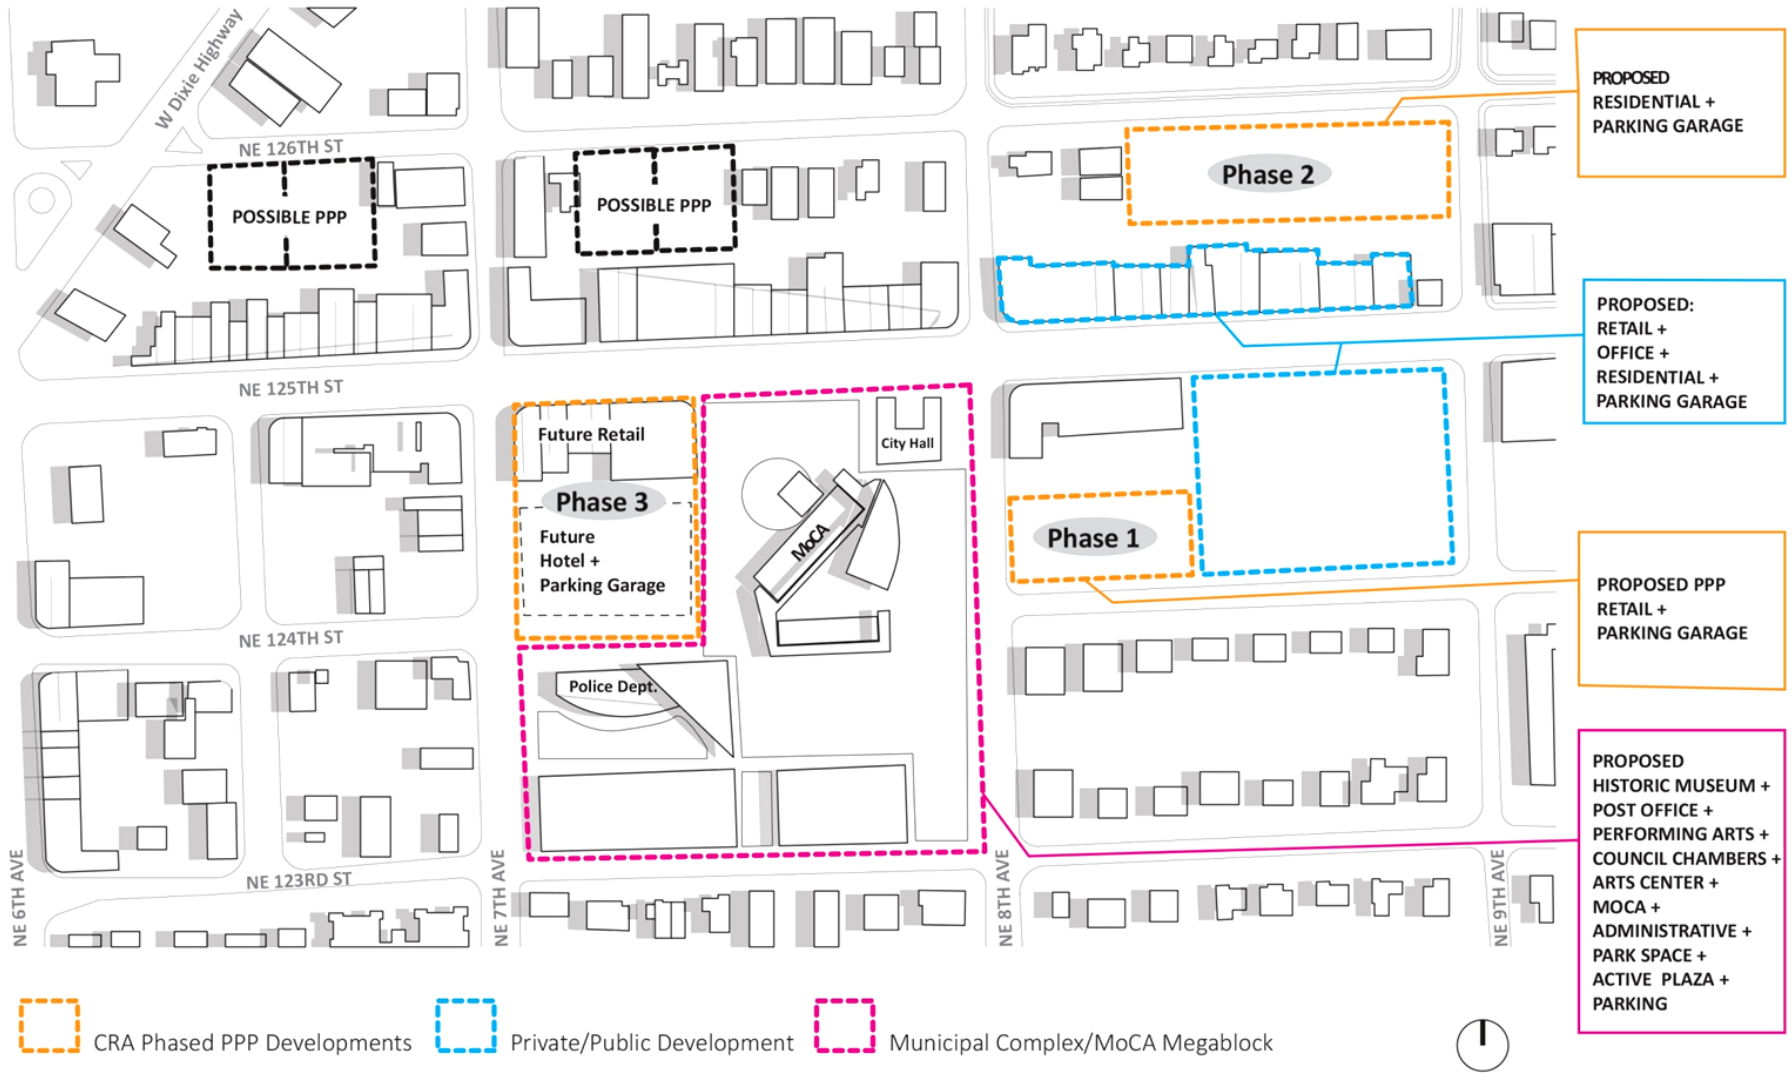 W Dixie Highway
NE 126TH ST
POSSIBLE PPP
POSSIBLE PPP
Phase 2
PROPOSED
RESIDENTIAL +
PARKING GARAGE
PROPOSED:
RETAIL +
OFFICE +
RESIDENTIAL +
PARKING GARAGE
NE 125TH ST
Future Retail
Phase 3
Future
Hotel +
Parking Garage
City Hall
MoCA
Phase 1
PROPOSED PPP
RETAIL +
PARKING GARAGE
NE 124TH ST
Police Dept.
PROPOSED
HISTORIC MUSEUM +
POST OFFICE +
PERFORMING ARTS +
COUNCIL CHAMBERS +
ARTS CENTER +
MOCA +
ADMINISTRATIVE +
PARK SPACE +
ACTIVE PLAZA +
PARKING
NE 123RD ST
NE 6TH AVE
NE 7TH AVE
NE 8TH AVE
NE 9TH AVE
CRA Phased PPP Developments
Private/Public Development
Municipal Complex/MoCA Megablock